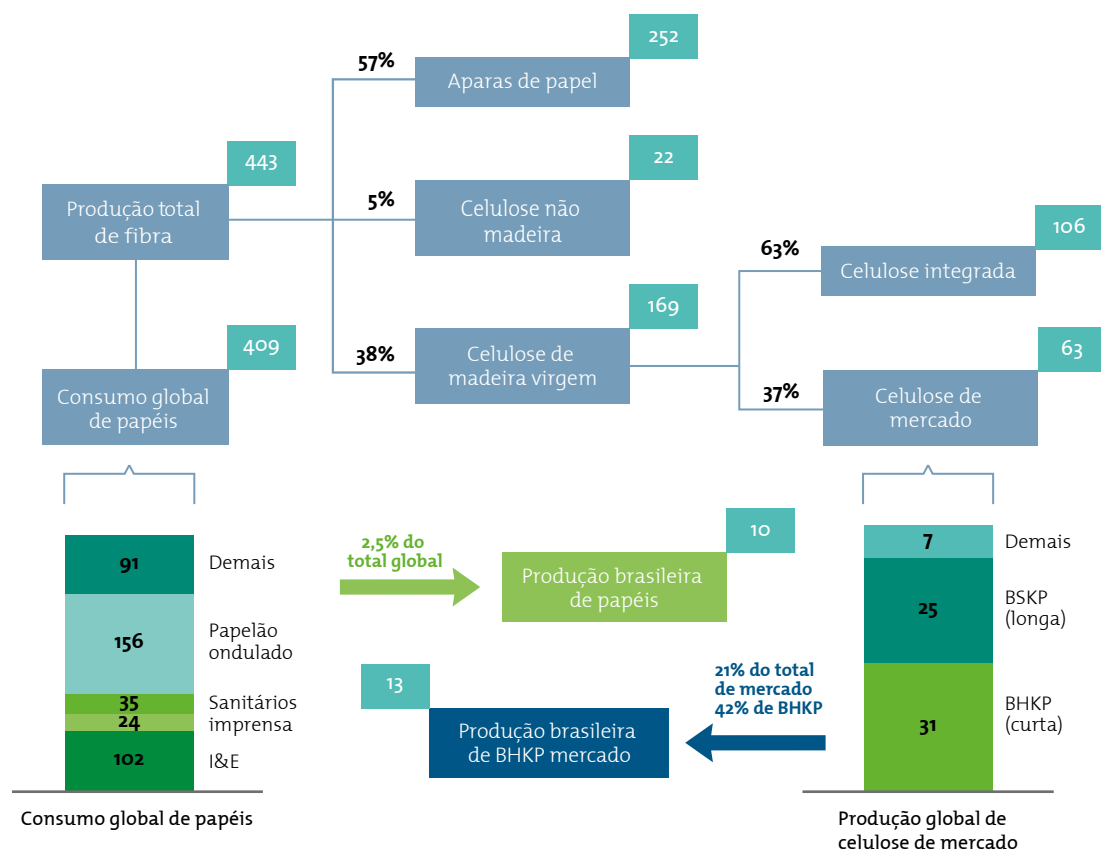 252
57%
Aparas de papel
443
22
Produção total
de fibra
5%
Celulose não
madeira
106
63%
Celulose integrada
169
409
38%
Celulose de
madeira virgem
63
Consumo global
de papéis
37%
Celulose de
mercado
91
Demais
156
Papelão
ondulado
35
Sanitários
24
imprensa
102
I&E
Consumo global de papéis
2,5% do
total global
10
Produção brasileira
de papéis
13
Produção brasileira
de BHKP mercado
21% do total
de mercado
42% de BHKP
7
Demais
25
BSKP
(longa)
31
BHKP
(curta)
Produção global de
celulose de mercado